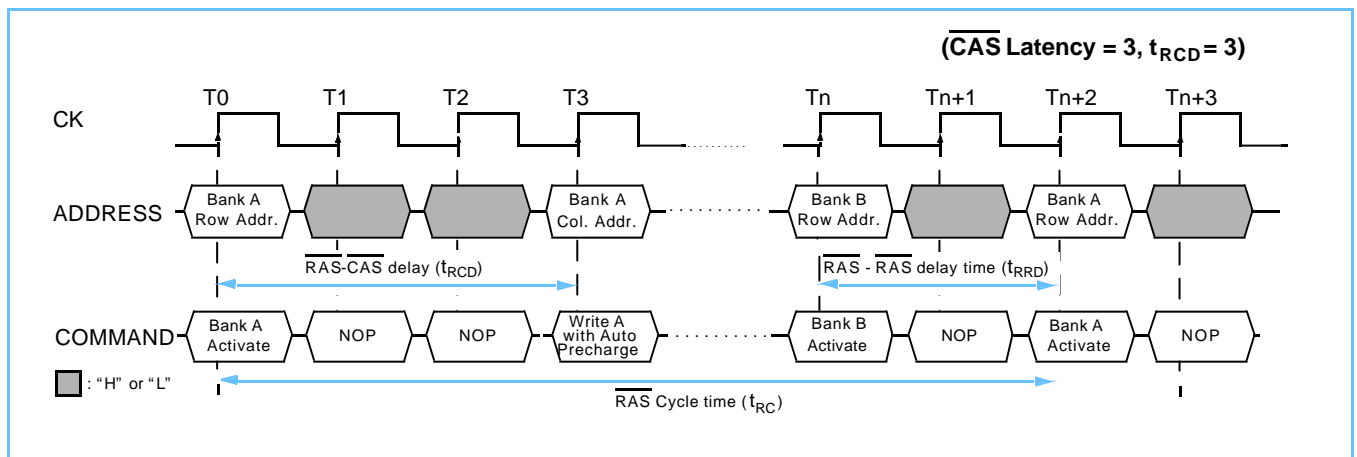 (CAS Latency = 3, tRCD = 3)
T0 T1 T2 T3 Tn Tn+1 Tn+2 Tn+3
CK
ADDRESS
Bank A
Row Addr.
Bank A
Col. Addr.
. . . . . . . . . .
Bank B
Row Addr.
Bank A
Row Addr.
RAS-CAS delay (tRCD)
RAS - RAS delay time (tRRD)
COMMAND
Bank A
Activate
NOP
NOP
Write A
with Auto
Precharge
. . . . . . . . . .
Bank B
Activate
NOP
Bank A
Activate
NOP
: “H” or “L”
RAS Cycle time (tRC)